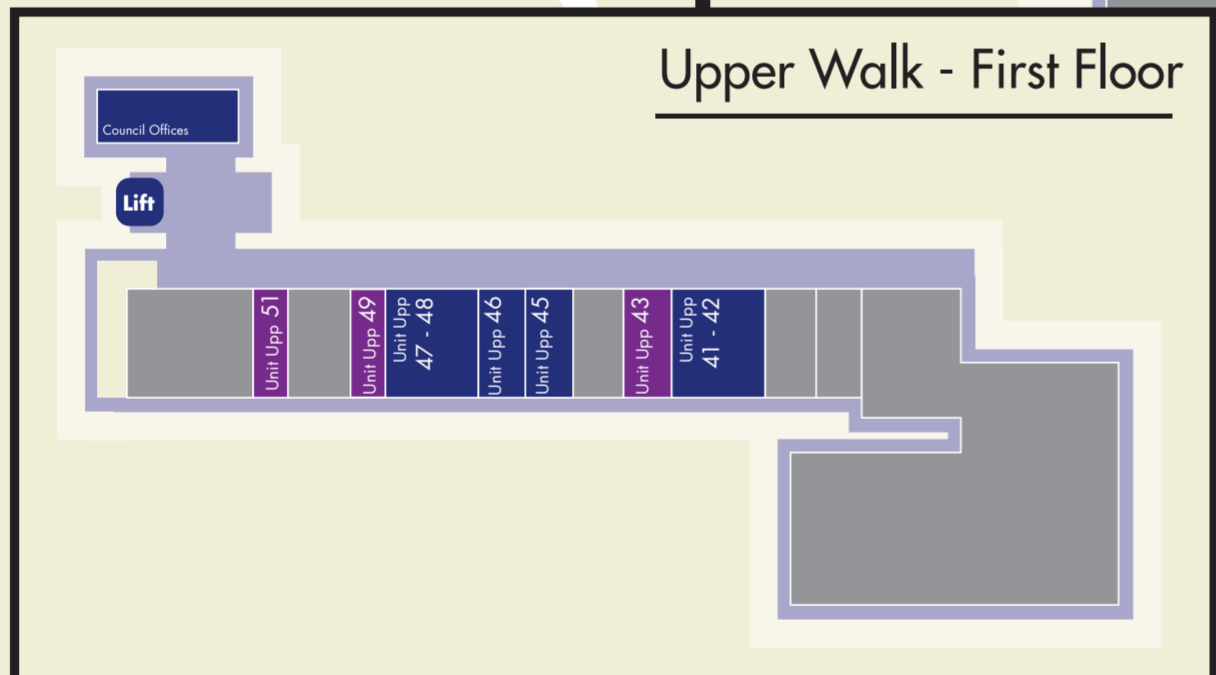 Upper Walk - First Floor
Council Offices
Lift
Unit Upp 51
Unit Upp 49
Unit Upp
47 - 48
Unit Upp 46
Unit Upp 45
Unit Upp 43
Unit Upp
41 - 42